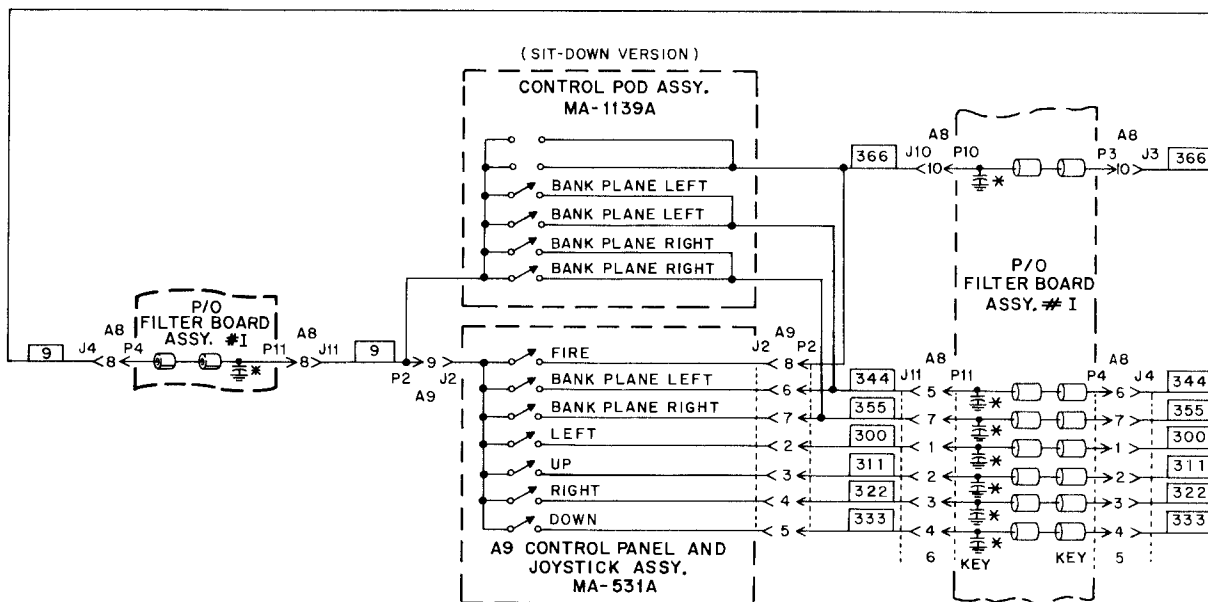 ( SIT-DOWN VERSION )
CONTROL POD ASSY.
MA-1139A
BANK PLANE LEFT
BANK PLANE LEFT
BANK PLANE RIGHT
BANK PLANE RIGHT
366 J10 A8 P10 10 * P3 A8 J3 10 366
P/O
FILTER BOARD
ASSY. # I
P/O
FILTER BOARD
ASSY. #I
9 J4 A8 P4 8 * P11 A8 J11 8 9
P2 9 J2
A9
J2 A9 P2
FIRE 8
BANK PLANE LEFT 6
BANK PLANE RIGHT 7
LEFT 2
UP 3
RIGHT 4
DOWN 5
A9 CONTROL PANEL AND
JOYSTICK ASSY.
MA-531A
J11 A8 P11 P4 A8 J4
344 5 * 6 344
355 7 * 7 355
300 1 * 1 300
311 2 * 2 311
322 3 * 3 322
333 4 * 4 333
6 KEY KEY 5